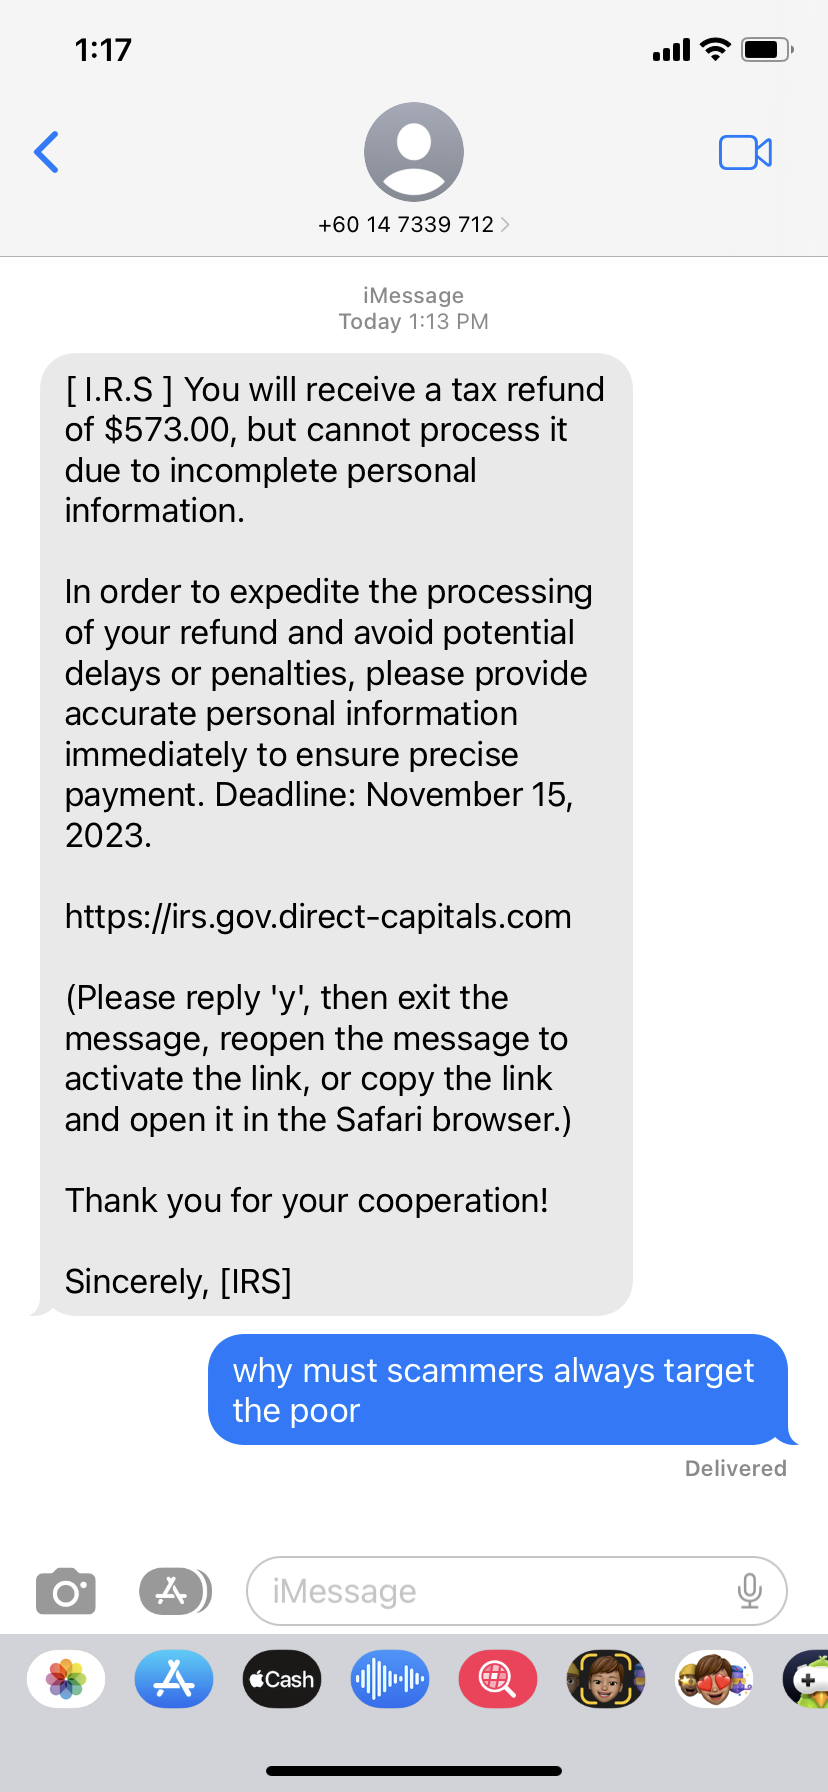 1:17
+60 14 7339 712
iMessage
Today 1:13 PM
[ I.R.S ] You will receive a tax refund
of $573.00, but cannot process it
due to incomplete personal
information.
In order to expedite the processing
of your refund and avoid potential
delays or penalties, please provide
accurate personal information
immediately to ensure precise
payment. Deadline: November 15,
2023.
https://irs.gov.direct-capitals.com
(Please reply 'y', then exit the
message, reopen the message to
activate the link, or copy the link
and open it in the Safari browser.)
Thank you for your cooperation!
Sincerely, [IRS]
why must scammers always target
the poor
Delivered
iMessage
Cash